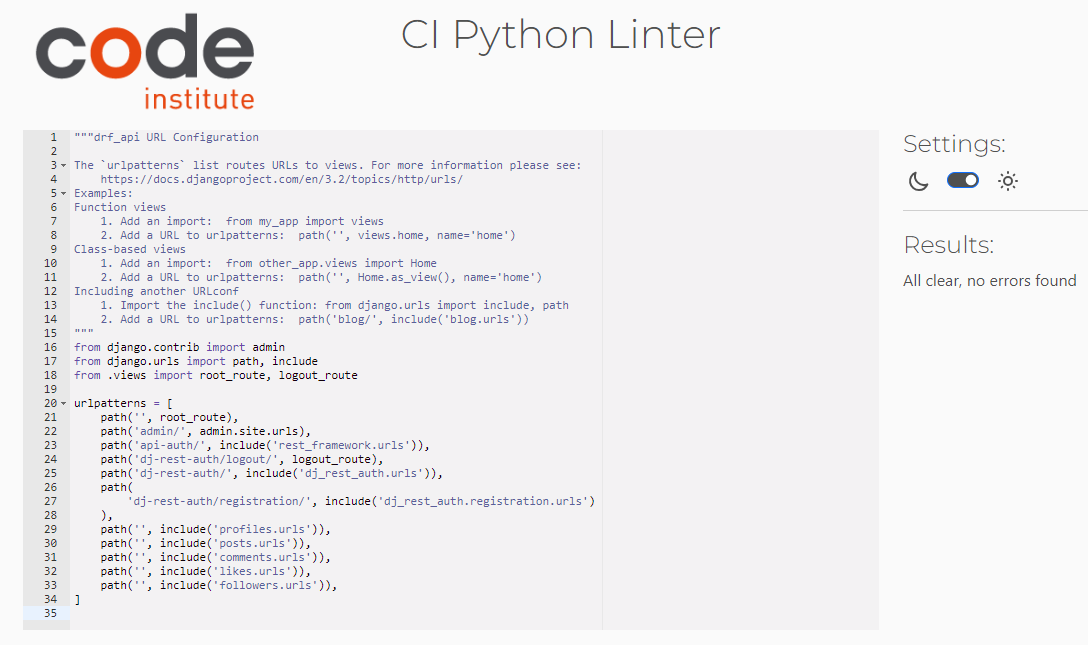 code
institute
CI Python Linter
1 """drf_api URL Configuration
2
3 The `urlpatterns` list routes URLs to views. For more information please see:
4     https://docs.djangoproject.com/en/3.2/topics/http/urls/
5 Examples:
6 Function views
7     1. Add an import:  from my_app import views
8     2. Add a URL to urlpatterns:  path('', views.home, name='home')
9 Class-based views
10     1. Add an import:  from other_app.views import Home
11     2. Add a URL to urlpatterns:  path('', Home.as_view(), name='home')
12 Including another URLconf
13     1. Import the include() function: from django.urls import include, path
14     2. Add a URL to urlpatterns:  path('blog/', include('blog.urls'))
15 """
16 from django.contrib import admin
17 from django.urls import path, include
18 from .views import root_route, logout_route
19
20 urlpatterns = [
21     path('', root_route),
22     path('admin/', admin.site.urls),
23     path('api-auth/', include('rest_framework.urls')),
24     path('dj-rest-auth/logout/', logout_route),
25     path('dj-rest-auth/', include('dj_rest_auth.urls')),
26     path(
27         'dj-rest-auth/registration/', include('dj_rest_auth.registration.urls')
28     ),
29     path('', include('profiles.urls')),
30     path('', include('posts.urls')),
31     path('', include('comments.urls')),
32     path('', include('likes.urls')),
33     path('', include('followers.urls')),
34 ]
35
Settings:
Results:
All clear, no errors found